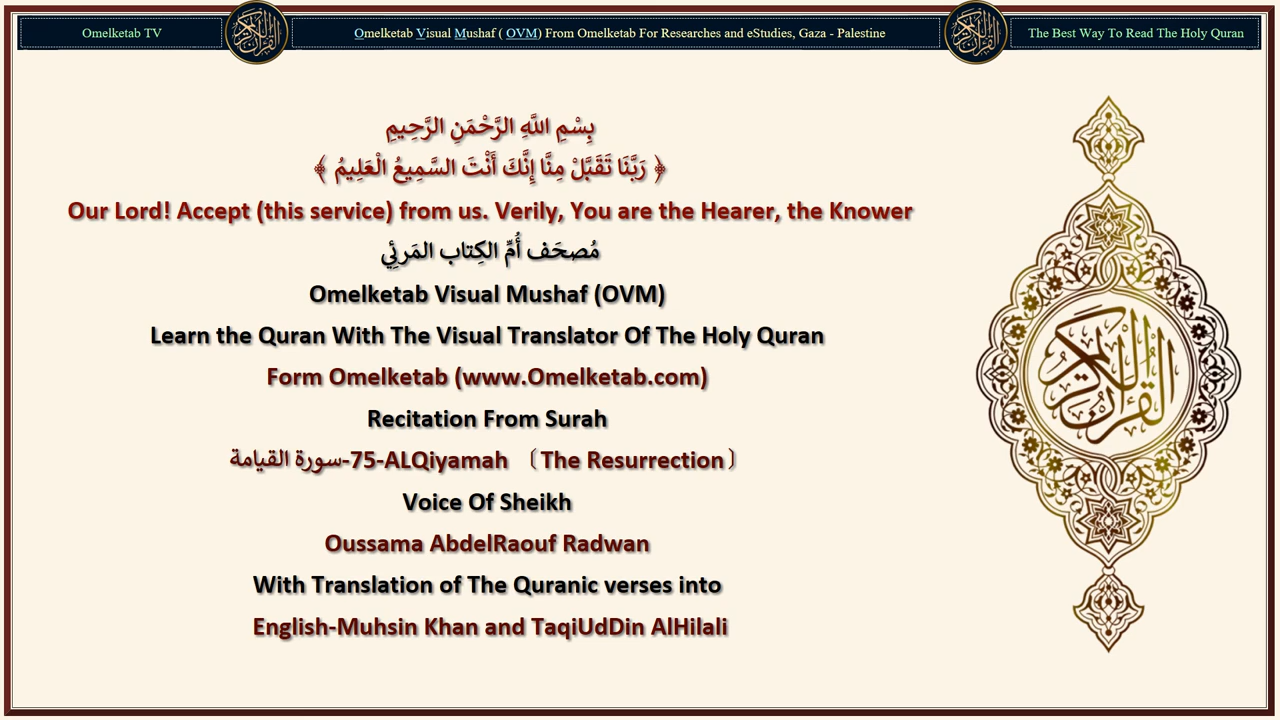 Omelketab TV
Omelketab Visual Mushaf ( OVM) From Omelketab For Researches and eStudies, Gaza - Palestine
The Best Way To Read The Holy Quran
بِسْمِ اللَّهِ الرَّحْمَنِ الرَّحِيمِ
﴿ رَبَّنَا تَقَبَّلْ مِنَّا إِنَّكَ أَنْتَ السَّمِيعُ الْعَلِيمُ ﴾
Our Lord! Accept (this service) from us. Verily, You are the Hearer, the Knower
مُصحَف أُمِّ الكِتاب المَرئِي
Omelketab Visual Mushaf (OVM)
Learn the Quran With The Visual Translator Of The Holy Quran
Form Omelketab (www.Omelketab.com)
Recitation From Surah
سورة القيامة-75-ALQiyamah 〔The Resurrection〕
Voice Of Sheikh
Oussama AbdelRaouf Radwan
With Translation of The Quranic verses into
English-Muhsin Khan and TaqiUdDin AlHilali
القرآن الكريم